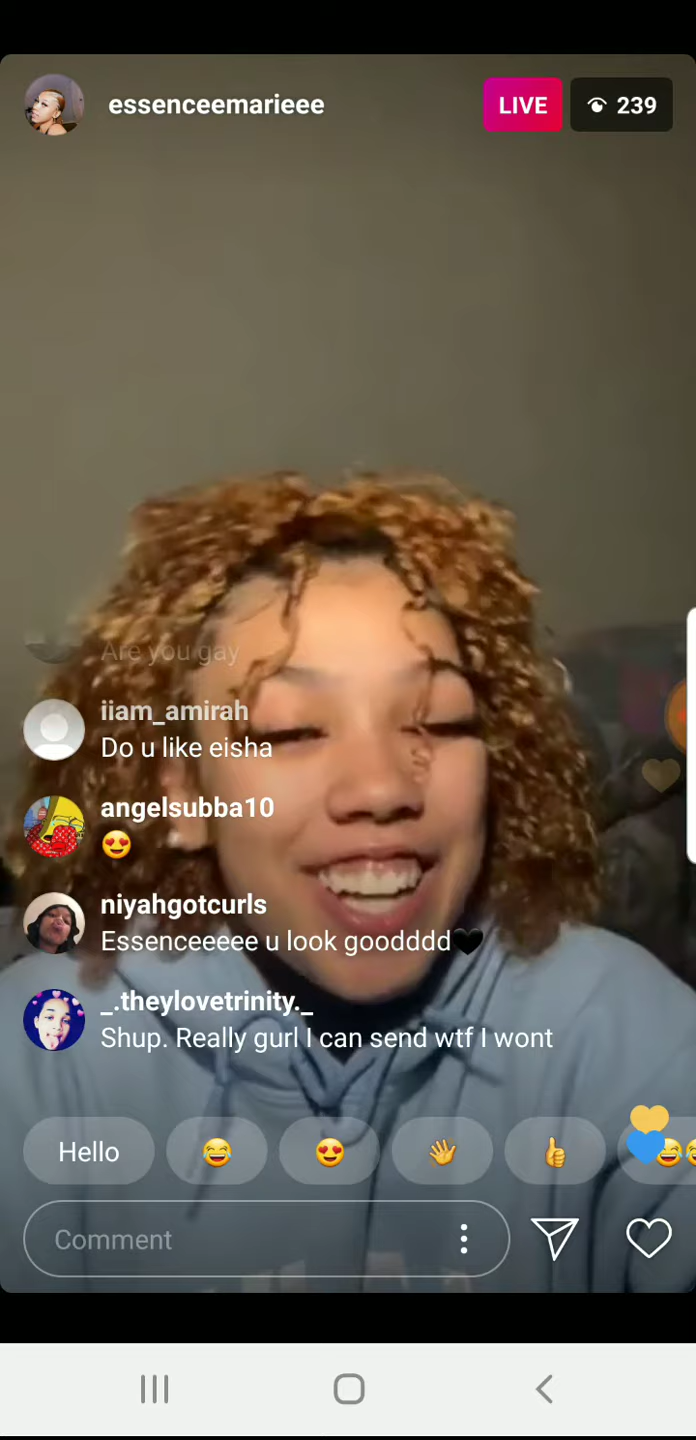 essenceemarieee
LIVE
239
Are you gay
iiam_amirah
Do u like eisha
angelsubba10
😍
niyahgotcurls
Essenceeeee u look goodddd🖤
_.theylovetrinity._
Shup. Really gurl I can send wtf I wont
Hello 😂 😍 👋 👍 😂
Comment